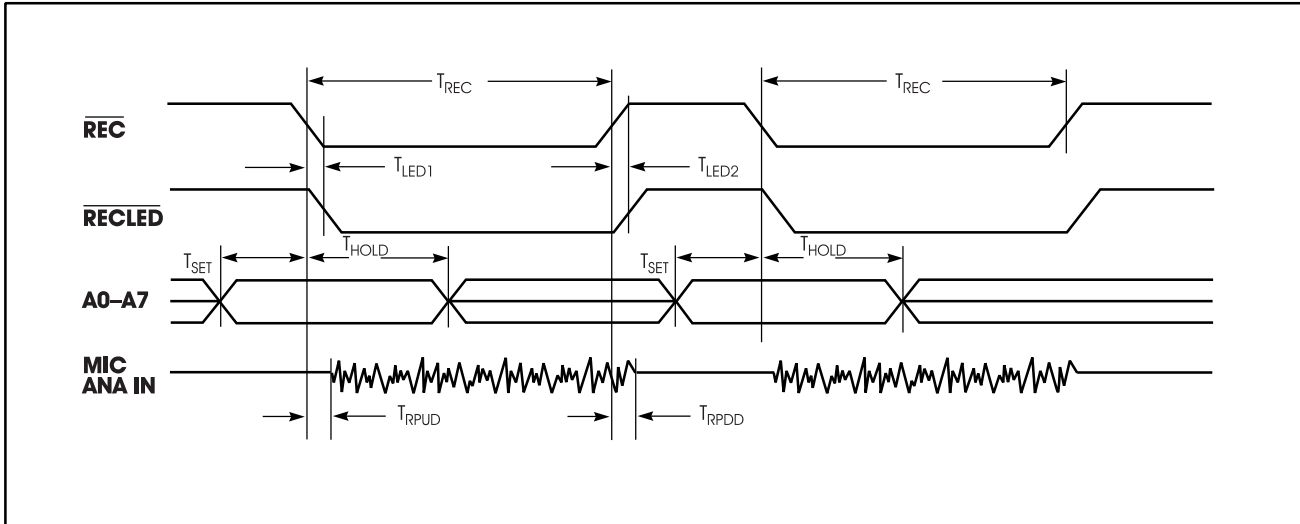 T_REC T_REC
REC
T_LED1 T_LED2
RECLED
T_SET T_HOLD T_SET T_HOLD
A0–A7
MIC
ANA IN
T_RPUD T_RPDD